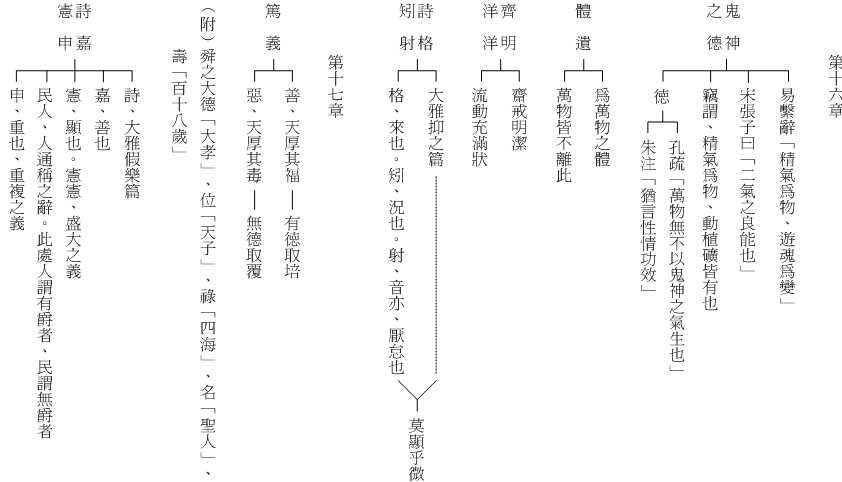 第十六章
鬼神之德
易繫辭「精氣爲物、遊魂爲變」
宋張子曰「二氣之良能也」
竊謂、精氣爲物、動植礦皆有也
德
孔疏「萬物無不以鬼神之氣生也」
朱注「猶言性情功效」
體遺
爲萬物之體
萬物皆不離此
齊明洋洋
齋戒明潔
流動充滿狀
詩格矧射
大雅抑之篇
格、來也。矧、況也。射、音亦、厭怠也
莫顯乎微
第十七章
篤義
善、天厚其福
有德取培
惡、天厚其毒
無德取覆
（附）舜之大德「大孝」、位「天子」、祿「四海」、名「聖人」、
壽「百十八歲」
詩嘉憲申
詩、大雅假樂篇
嘉、善也
憲、顯也。憲憲、盛大之義
民人、人通稱之辭。此處人謂有爵者、民謂無爵者
申、重也、重複之義